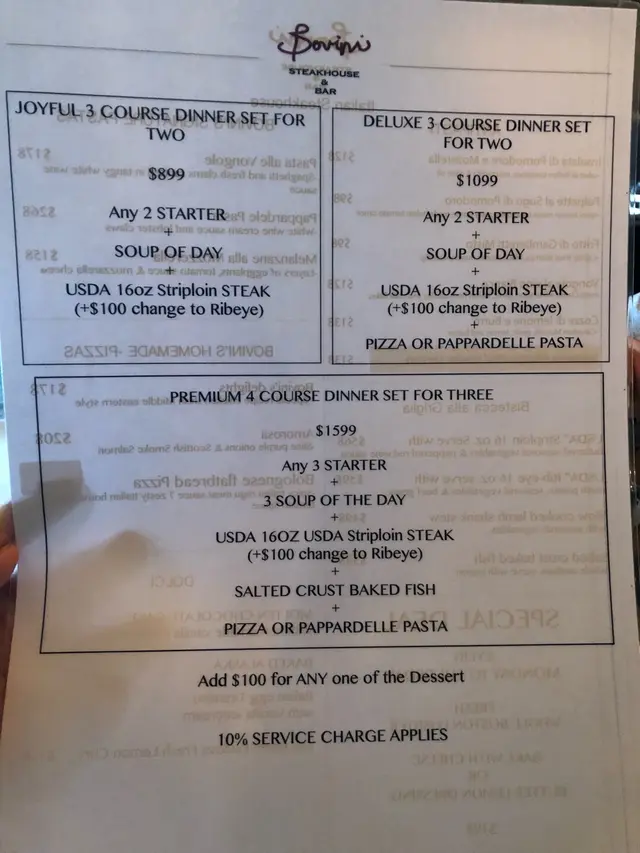 Bovini
STEAKHOUSE
&
BAR
JOYFUL 3 COURSE DINNER SET FOR
TWO
$899
Any 2 STARTER
+
SOUP OF DAY
+
USDA 16oz Striploin STEAK
(+$100 change to Ribeye)
DELUXE 3 COURSE DINNER SET
FOR TWO
$1099
Any 2 STARTER
+
SOUP OF DAY
+
USDA 16oz Striploin STEAK
(+$100 change to Ribeye)
+
PIZZA OR PAPPARDELLE PASTA
PREMIUM 4 COURSE DINNER SET FOR THREE
$1599
Any 3 STARTER
+
3 SOUP OF THE DAY
+
USDA 16OZ USDA Striploin STEAK
(+$100 change to Ribeye)
+
SALTED CRUST BAKED FISH
+
PIZZA OR PAPPARDELLE PASTA
Add $100 for ANY one of the Dessert
10% SERVICE CHARGE APPLIES